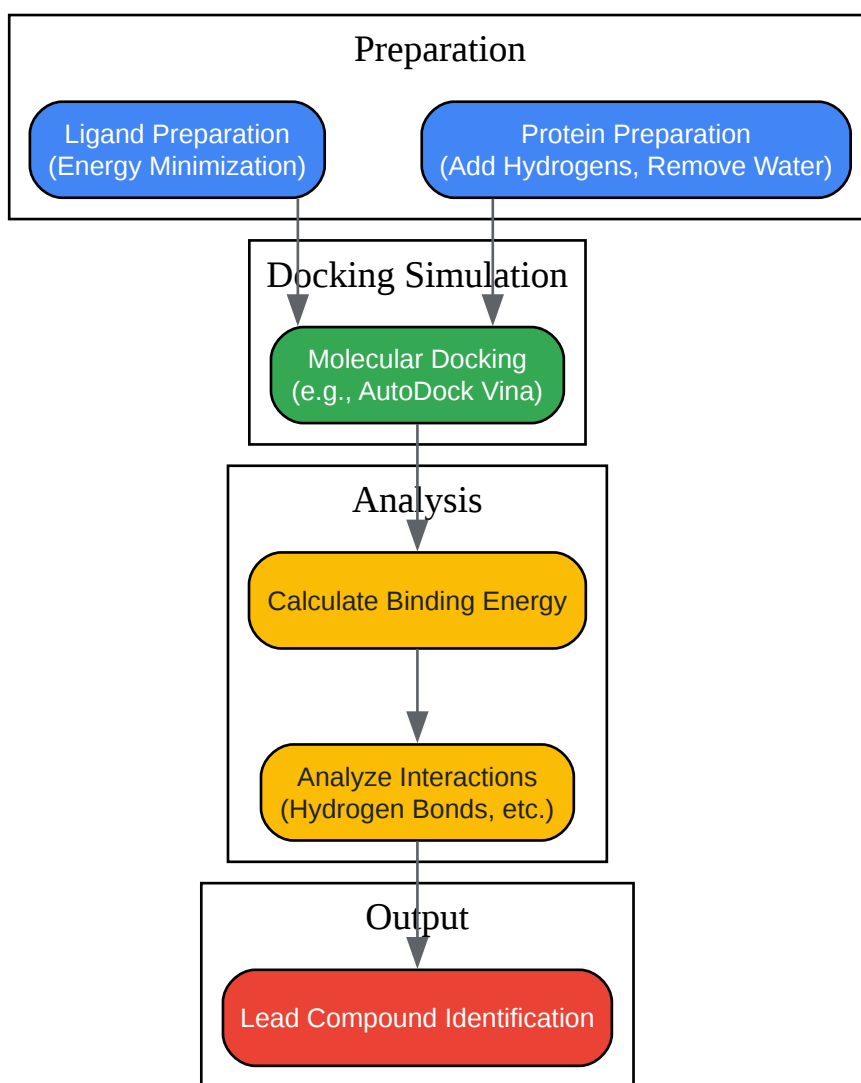 Preparation
Ligand Preparation
(Energy Minimization)
Protein Preparation
(Add Hydrogens, Remove Water)
Docking Simulation
Molecular Docking
(e.g., AutoDock Vina)
Analysis
Calculate Binding Energy
Analyze Interactions
(Hydrogen Bonds, etc.)
Output
Lead Compound Identification